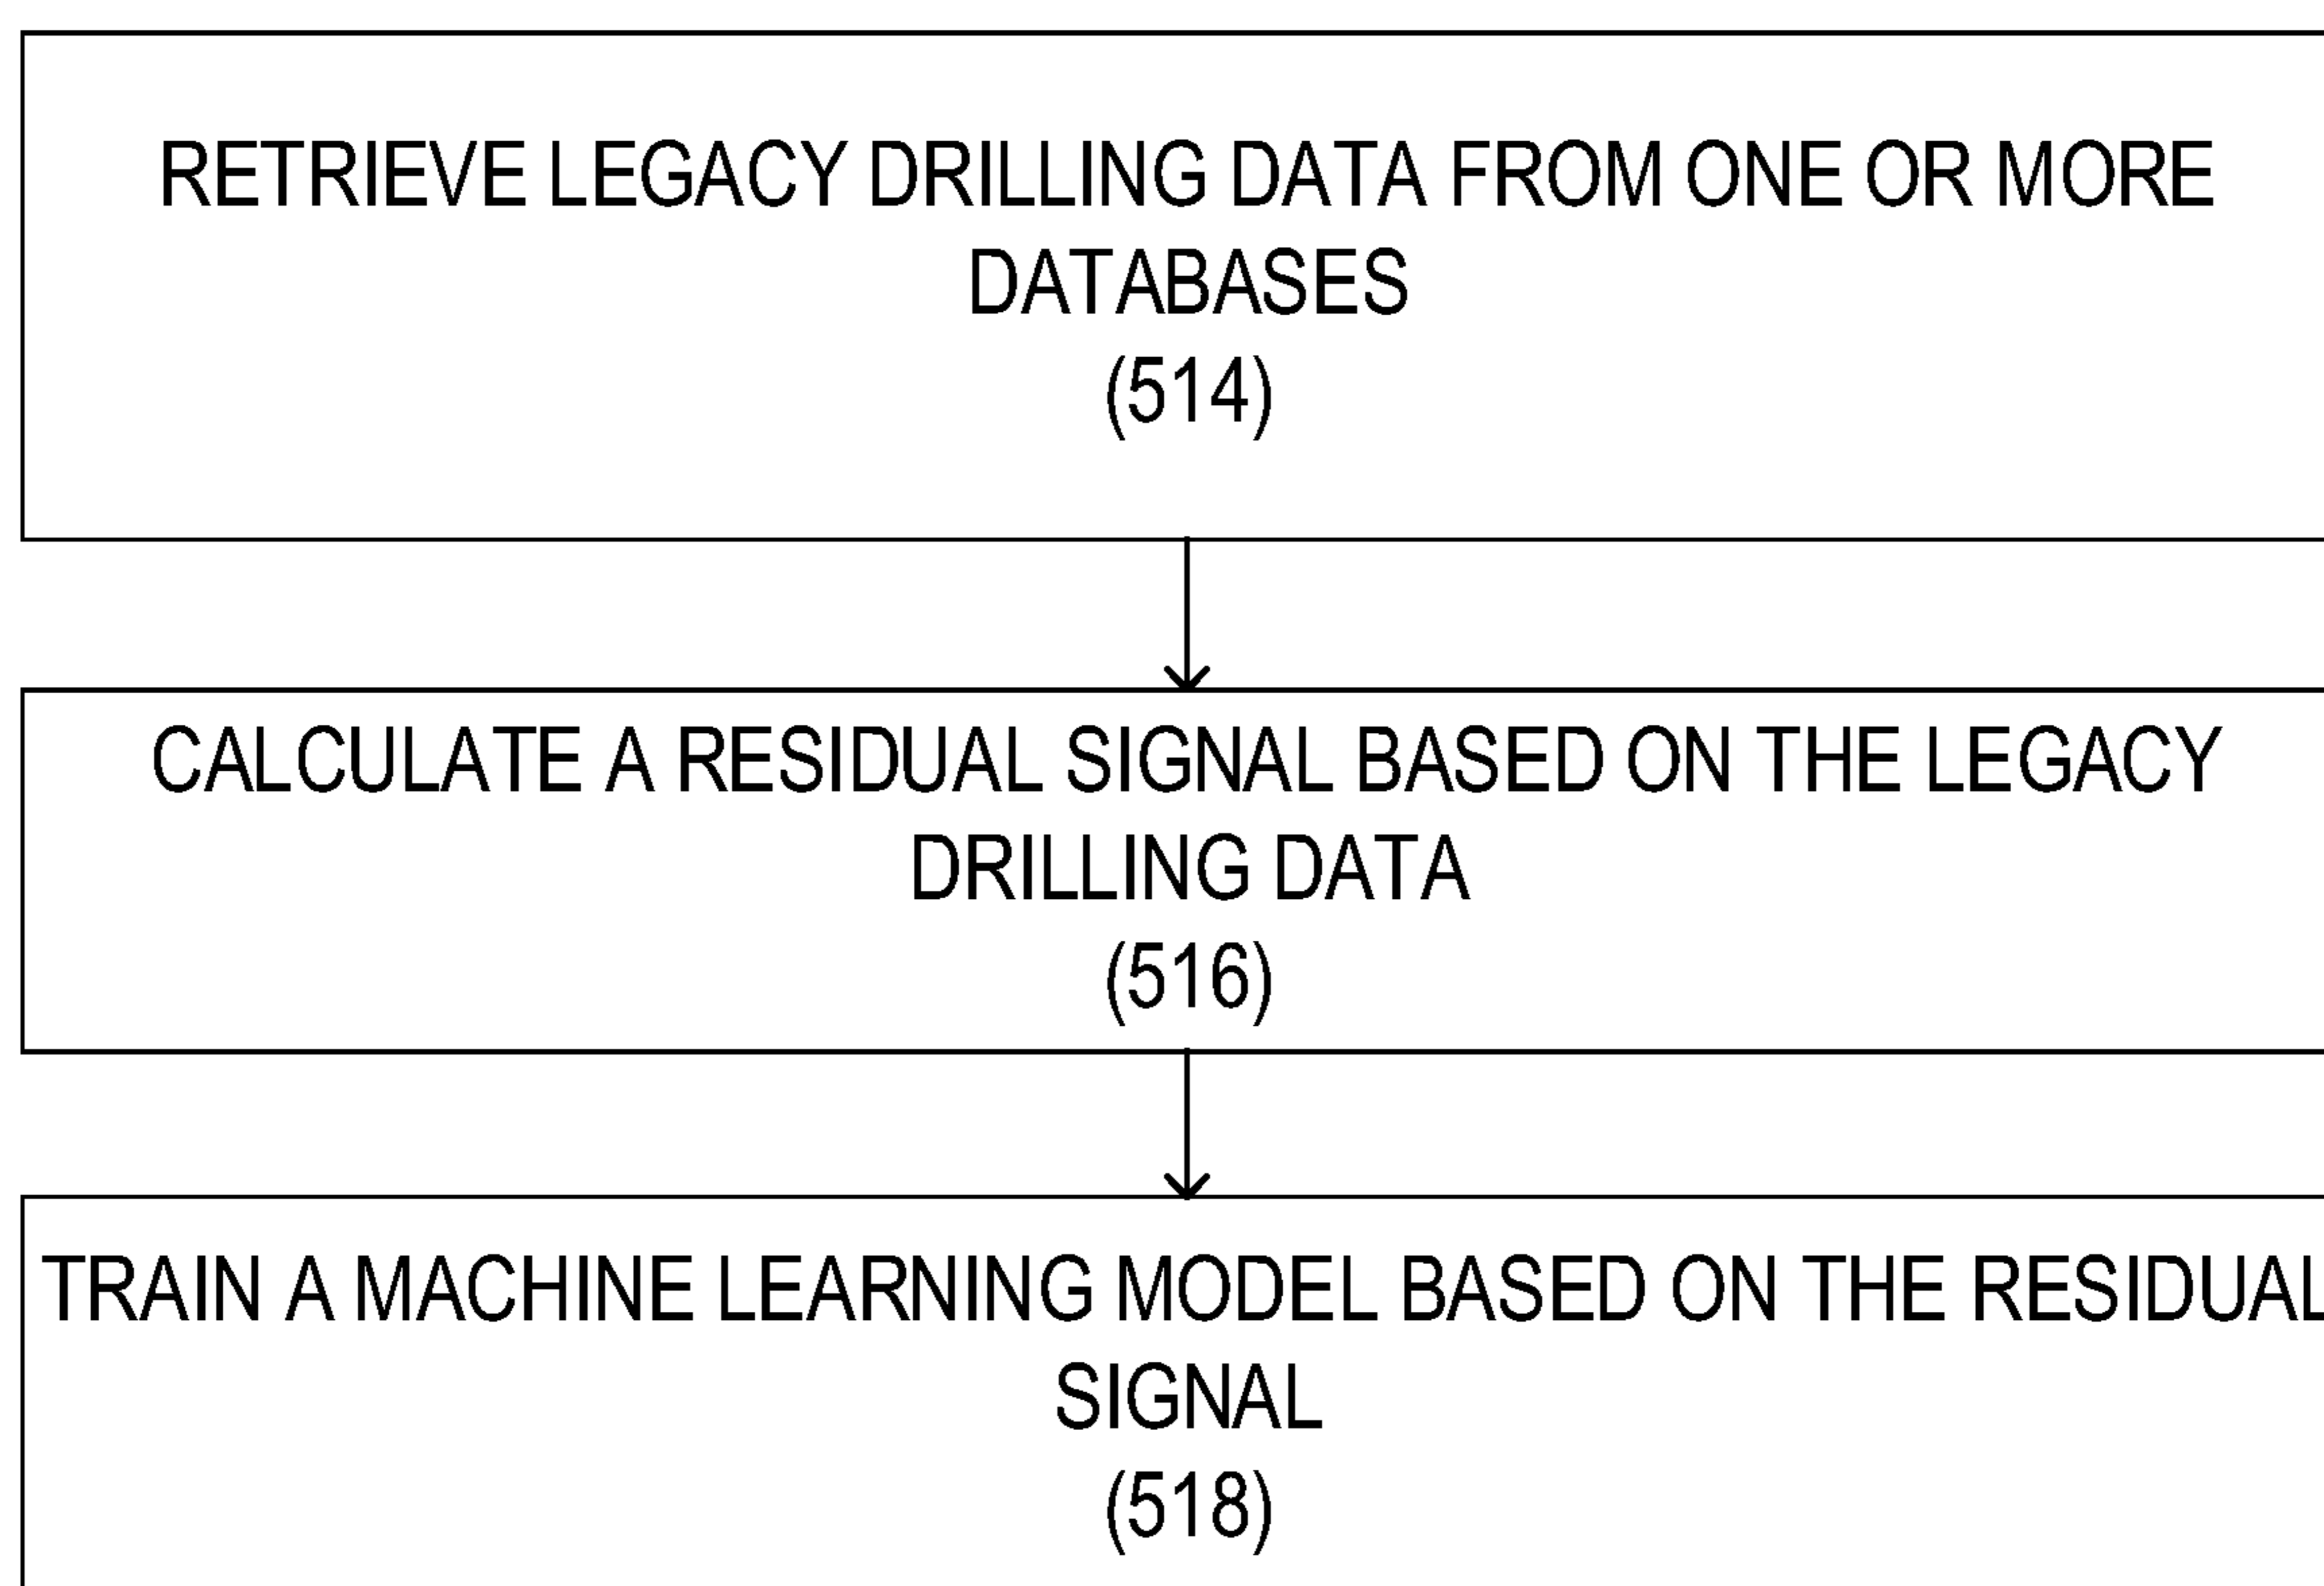 RETRIEVE LEGACY DRILLING DATA FROM ONE OR MORE
DATABASES
(514)
CALCULATE A RESIDUAL SIGNAL BASED ON THE LEGACY
DRILLING DATA
(516)
TRAIN A MACHINE LEARNING MODEL BASED ON THE RESIDUAL
SIGNAL
(518)